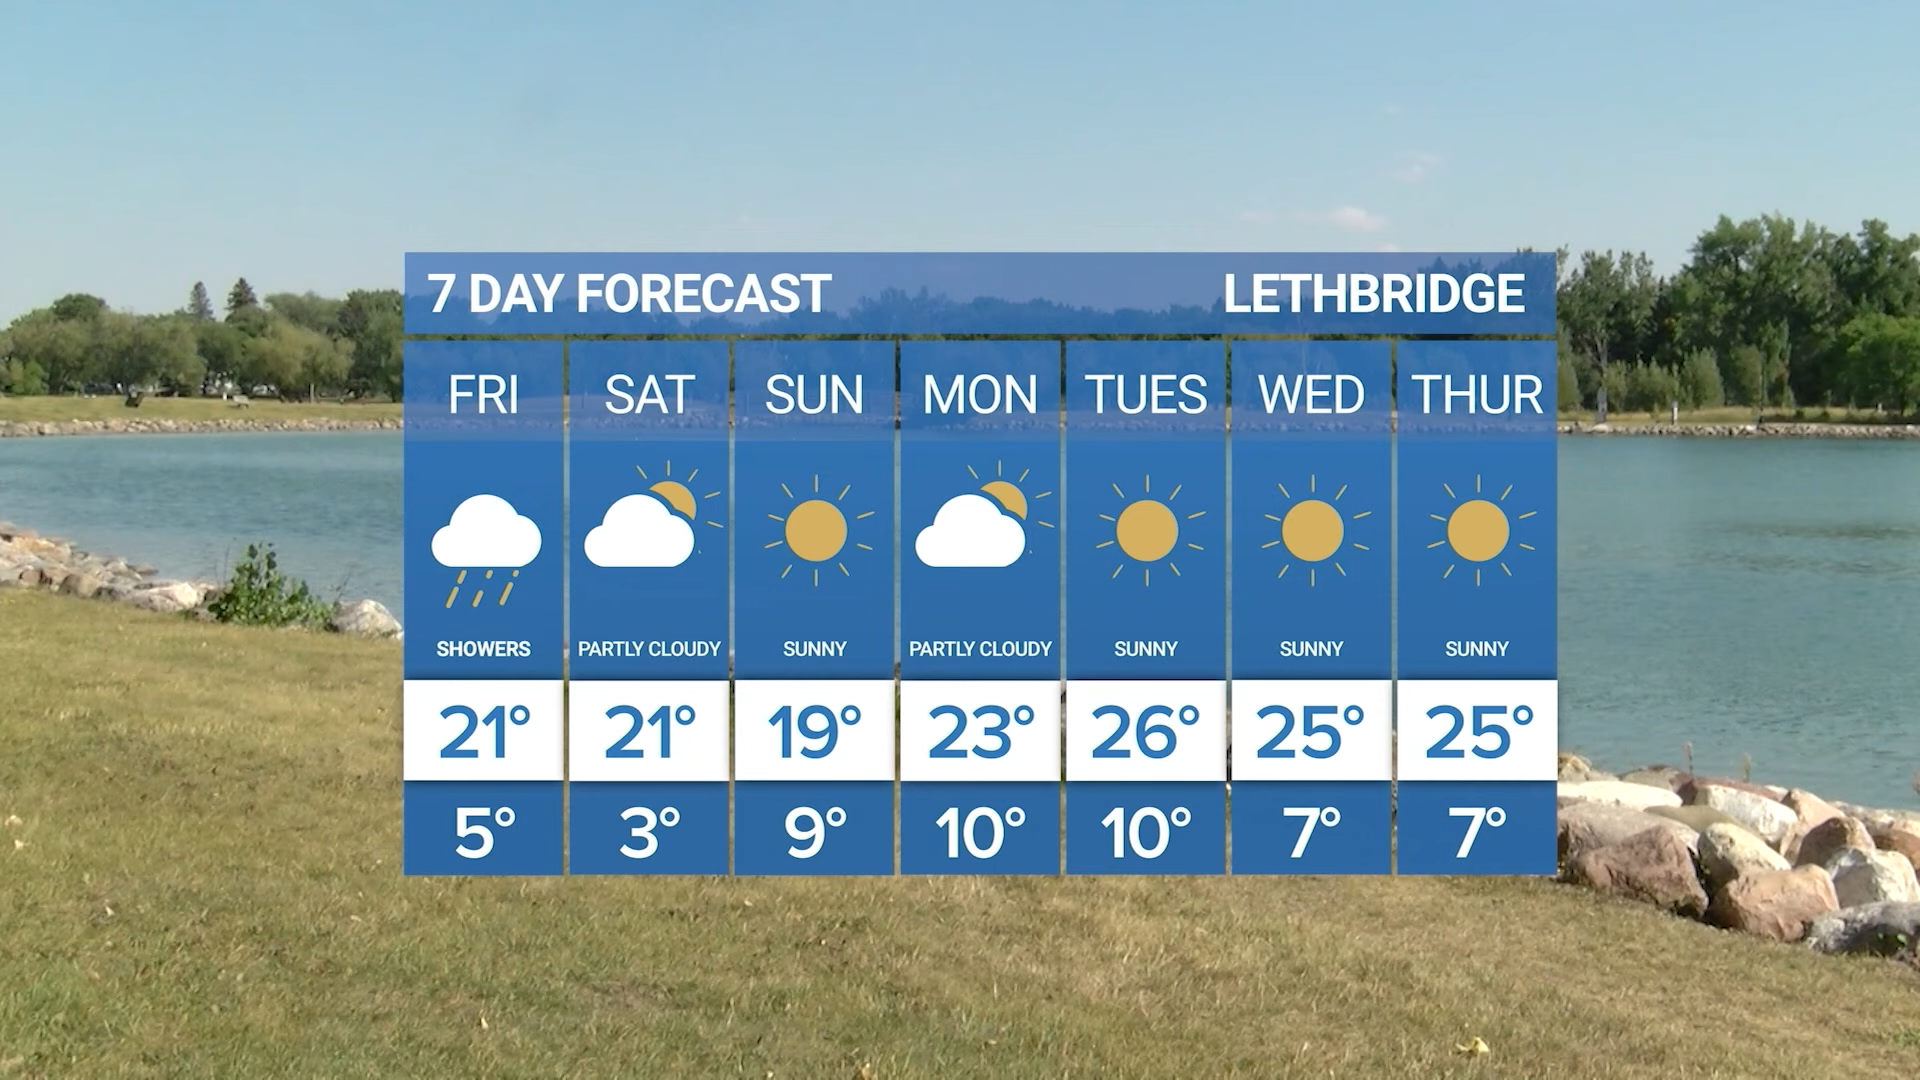 7 DAY FORECAST LETHBRIDGE
FRI SAT SUN MON TUES WED THUR
SHOWERS PARTLY CLOUDY SUNNY PARTLY CLOUDY SUNNY SUNNY SUNNY
21° 21° 19° 23° 26° 25° 25°
5° 3° 9° 10° 10° 7° 7°